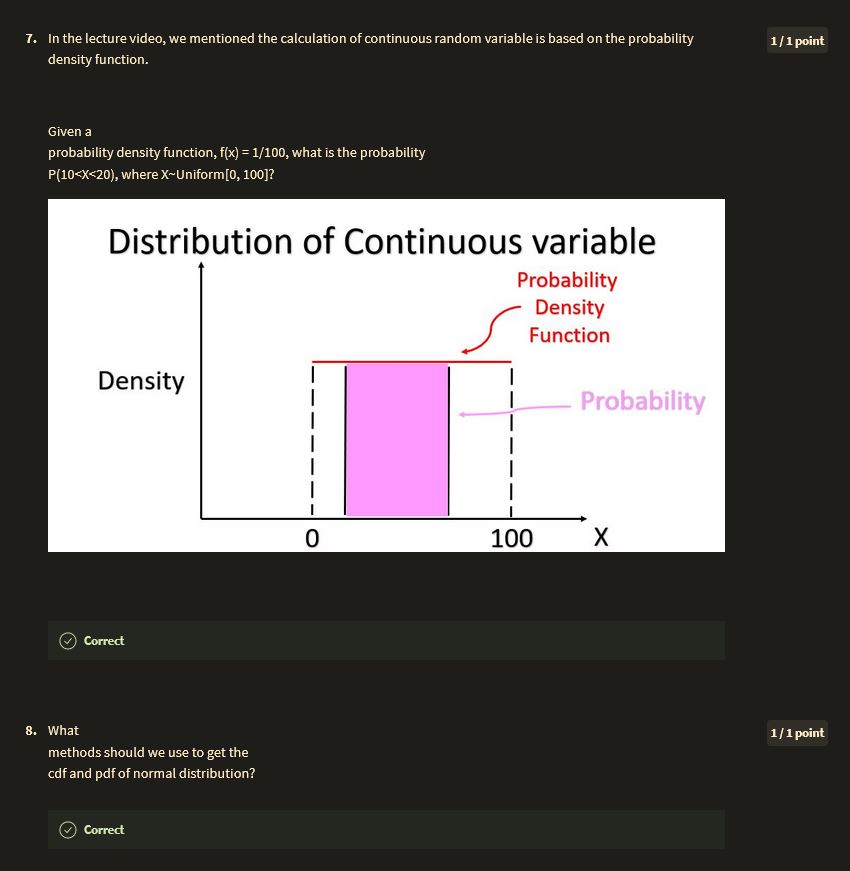 7. In the lecture video, we mentioned the calculation of continuous random variable is based on the probability
density function.
1 / 1 point
Given a
probability density function, f(x) = 1/100, what is the probability
P(10<X<20), where X~Uniform[0, 100]?
Distribution of Continuous variable
Probability
Density
Function
Density
Probability
0
100
X
Correct
8. What
methods should we use to get the
cdf and pdf of normal distribution?
1 / 1 point
Correct